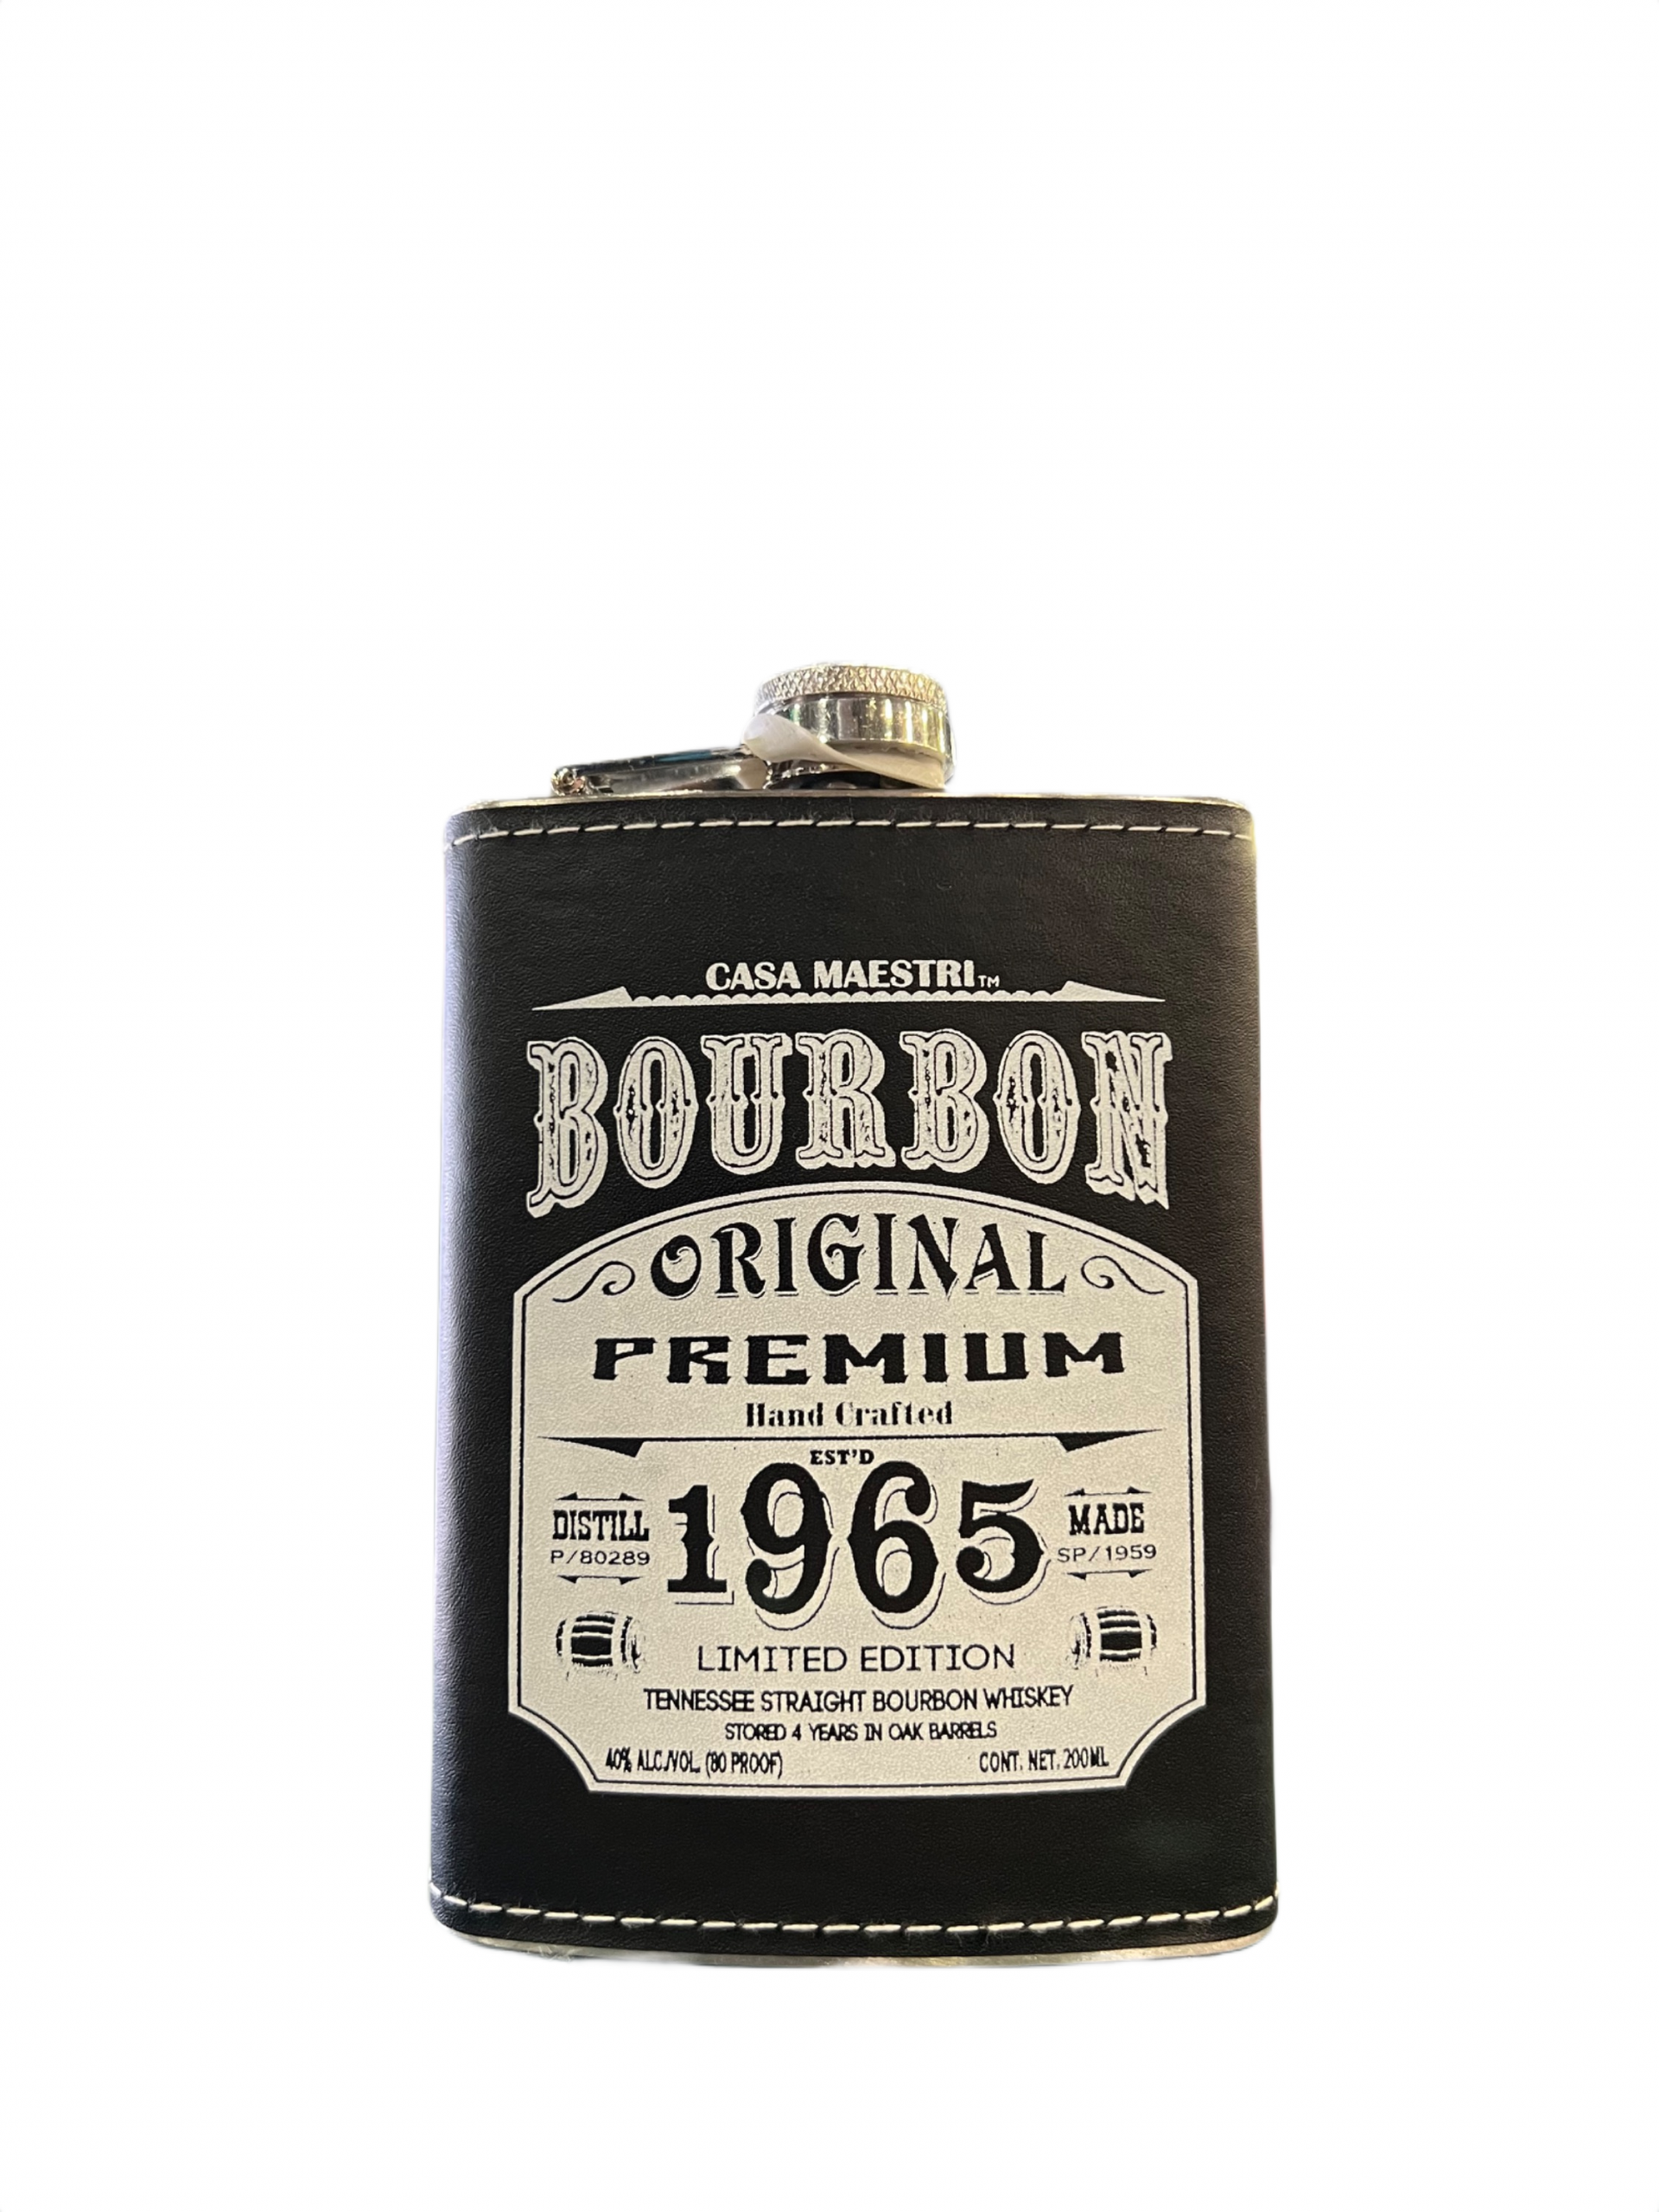 CASA MAESTRI™
BOURBON
ORIGINAL
PREMIUM
Hand Crafted
EST'D
1965
DISTILL
P/80289
MADE
SP/1959
LIMITED EDITION
TENNESSEE STRAIGHT BOURBON WHISKEY
STORED 4 YEARS IN OAK BARRELS
40% ALC./VOL. (80 PROOF)
CONT. NET. 200ML